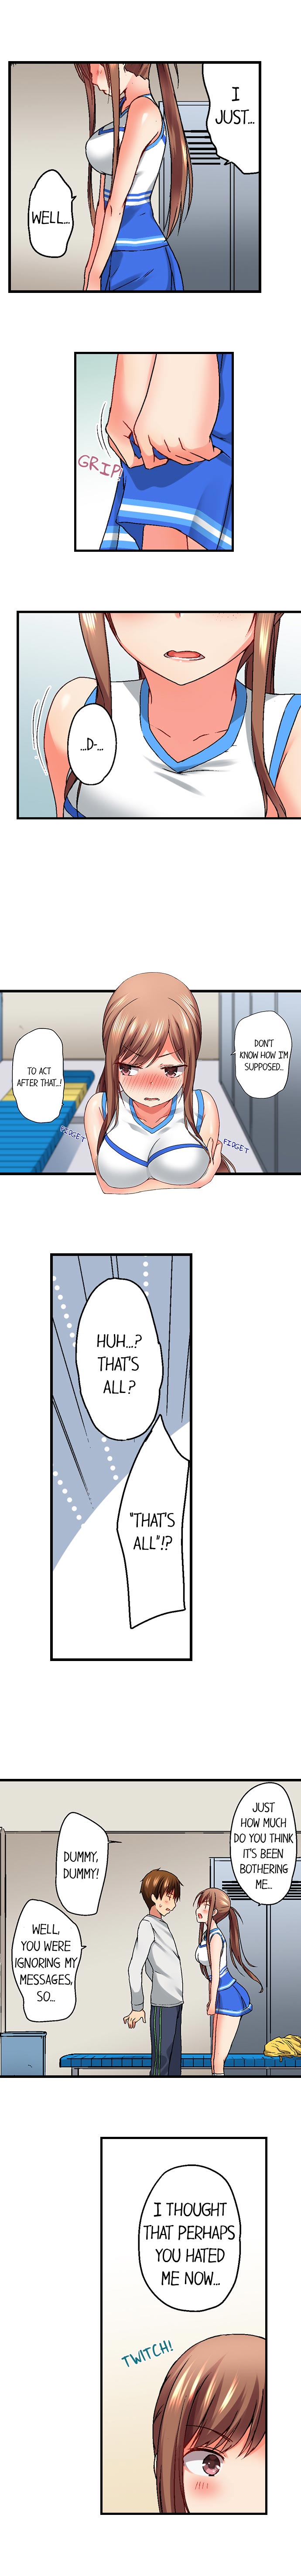 I
JUST...
WELL...
GRIP!
...D-...
DON'T
KNOW HOW I'M
SUPPOSED...
TO ACT
AFTER THAT...!
FIDGET
FIDGET
HUH...?
THAT'S
ALL?
"THAT'S
ALL"!?
JUST
HOW MUCH
DO YOU THINK
IT'S BEEN
BOTHERING
ME...
DUMMY,
DUMMY!
WELL,
YOU WERE
IGNORING MY
MESSAGES,
SO...
I THOUGHT
THAT PERHAPS
YOU HATED
ME NOW...
TWITCH!